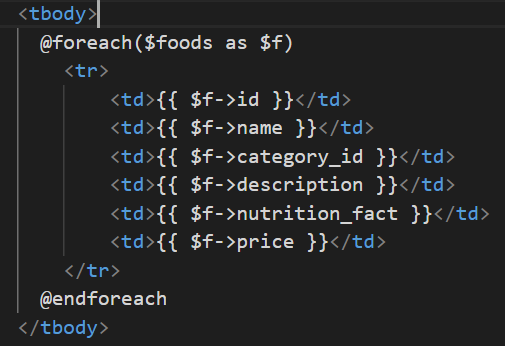 <tbody>
@foreach($foods as $f)
<tr>
<td>{{ $f->id }}</td>
<td>{{ $f->name }}</td>
<td>{{ $f->category_id }}</td>
<td>{{ $f->description }}</td>
<td>{{ $f->nutrition_fact }}</td>
<td>{{ $f->price }}</td>
</tr>
@endforeach
</tbody>